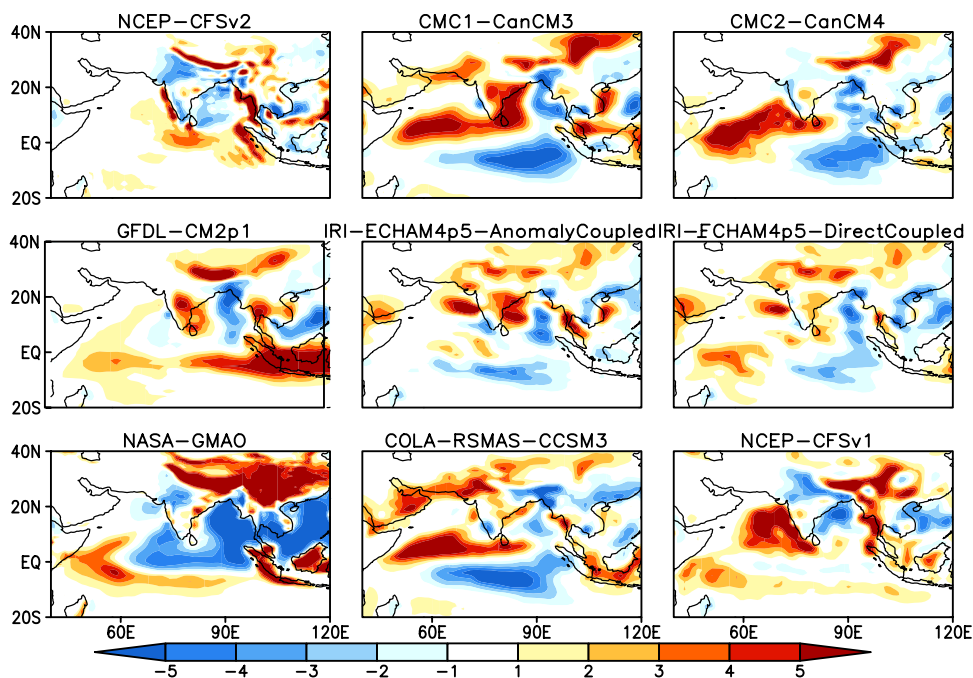 NCEP−CFSv2 CMC1−CanCM3 CMC2−CanCM4
40N
20N
EQ
20S
GFDL−CM2p1 IRI−ECHAM4p5−AnomalyCoupled IRI−ECHAM4p5−DirectCoupled
40N
20N
EQ
20S
NASA−GMAO COLA−RSMAS−CCSM3 NCEP−CFSv1
40N
20N
EQ
20S
60E 90E 120E 60E 90E 120E 60E 90E 120E
−5 −4 −3 −2 −1 1 2 3 4 5